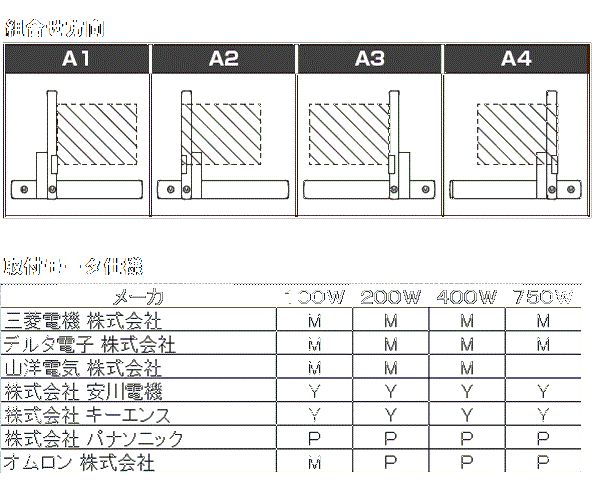 組合せ方向
A1 A2 A3 A4
取付モータ仕様
メーカ 100W 200W 400W 750W
三菱電機 株式会社 M M M M
デルタ電子 株式会社 M M M M
山洋電気 株式会社 M M M
株式会社 安川電機 Y Y Y Y
株式会社 キーエンス Y Y Y Y
株式会社 パナソニック P P P P
オムロン 株式会社 M P P P